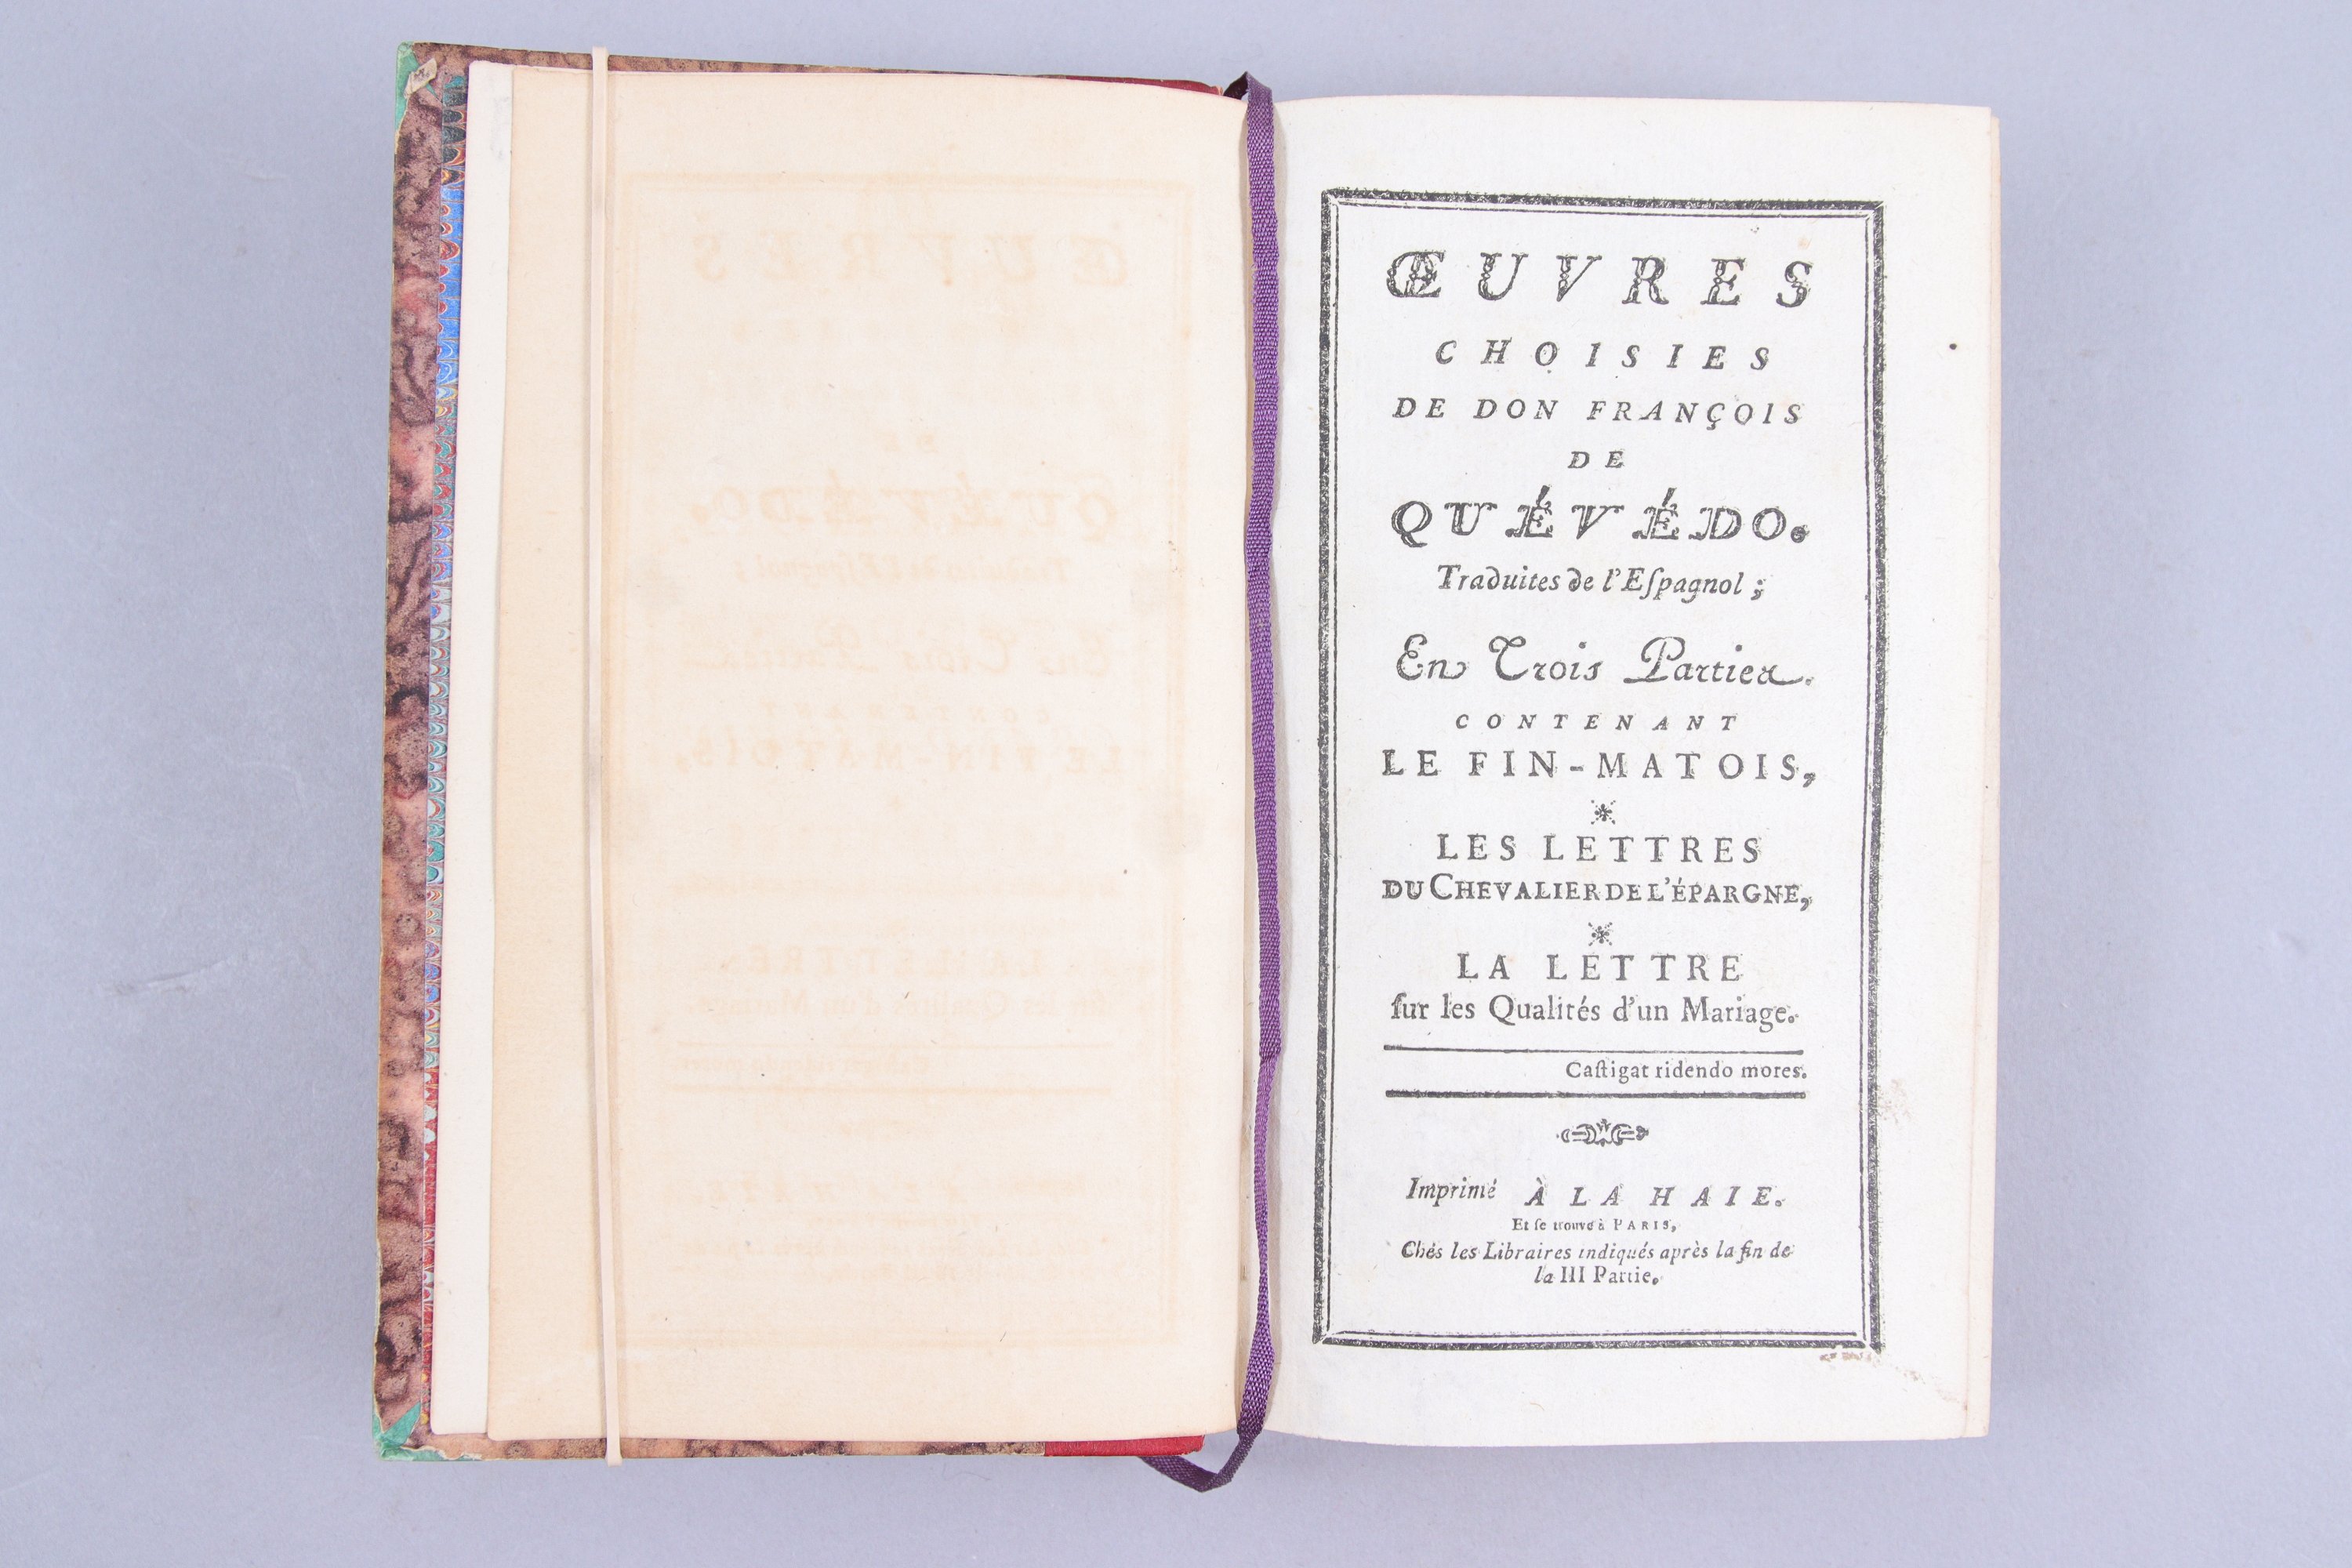 ŒUVRES
CHOISIES
DE DON FRANÇOIS
DE
QUÉVÉDO.
Traduites de l'Eſpagnol ;
En Trois Parties.
CONTENANT
LE FIN-MATOIS,
*
LES LETTRES
DU CHEVALIER DE L'ÉPARGNE,
*
LA LETTRE
ſur les Qualités d'un Mariage.
Caſtigat ridendo mores.
Imprimé À LA HAIE.
Et ſe trouve à PARIS,
Chés les Libraires indiqués après la fin de
la III Partie.